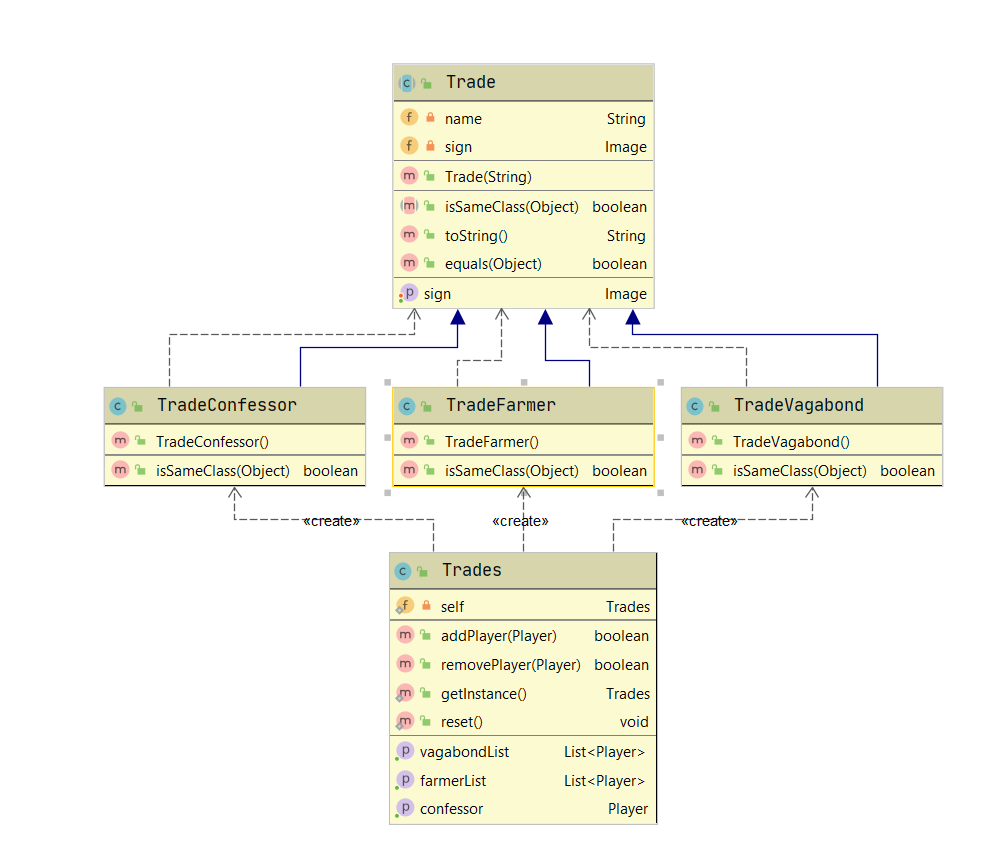 Trade
name String
sign Image
Trade(String)
isSameClass(Object) boolean
toString() String
equals(Object) boolean
sign Image
TradeConfessor
TradeConfessor()
isSameClass(Object) boolean
TradeFarmer
TradeFarmer()
isSameClass(Object) boolean
TradeVagabond
TradeVagabond()
isSameClass(Object) boolean
«create» «create» «create»
Trades
self Trades
addPlayer(Player) boolean
removePlayer(Player) boolean
getInstance() Trades
reset() void
vagabondList List<Player>
farmerList List<Player>
confessor Player